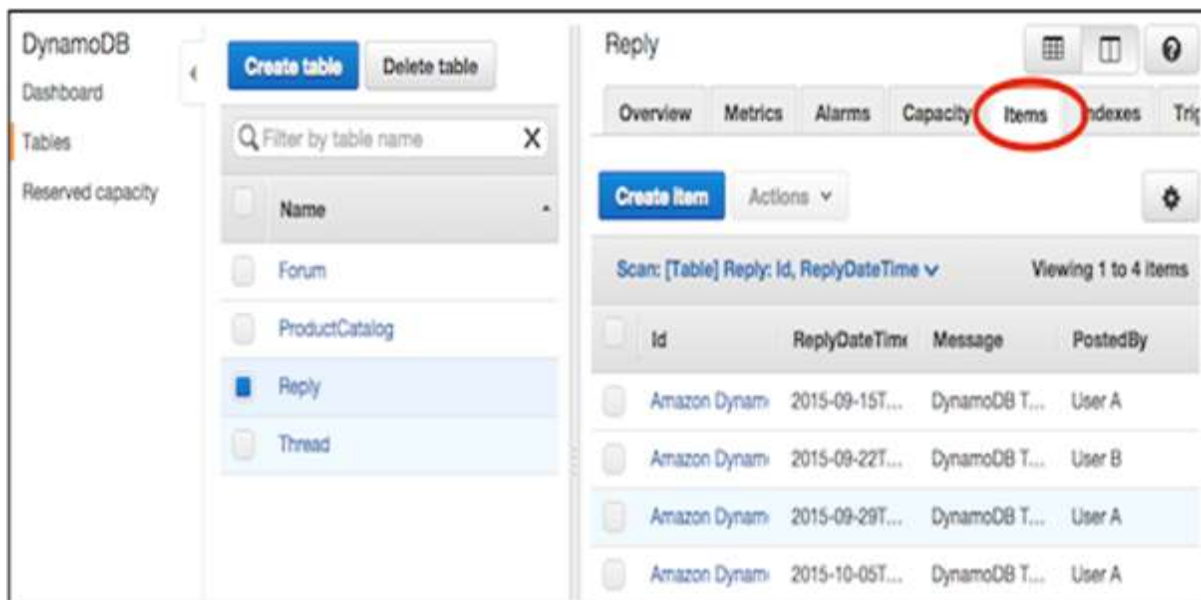 DynamoDB
Dashboard
Tables
Reserved capacity
Create table Delete table
Filter by table name X
Name
Forum
ProductCatalog
Reply
Thread
Reply
Overview Metrics Alarms Capacity Items ndexes Trig
Create item Actions
Scan: [Table] Reply: Id, ReplyDateTime Viewing 1 to 4 items
Id ReplyDateTime Message PostedBy
Amazon Dynam 2015-09-15T... DynamoDB T... User A
Amazon Dynam 2015-09-22T... DynamoDB T... User B
Amazon Dynam 2015-09-29T... DynamoDB T... User A
Amazon Dynam 2015-10-05T... DynamoDB T... User A